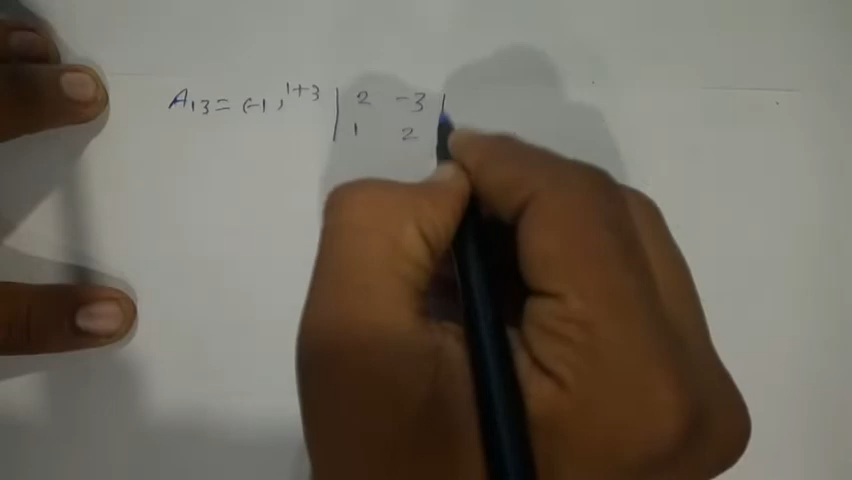 A₁₃ = (-1)¹⁺³ | 2 -3 |
| 1 2 |